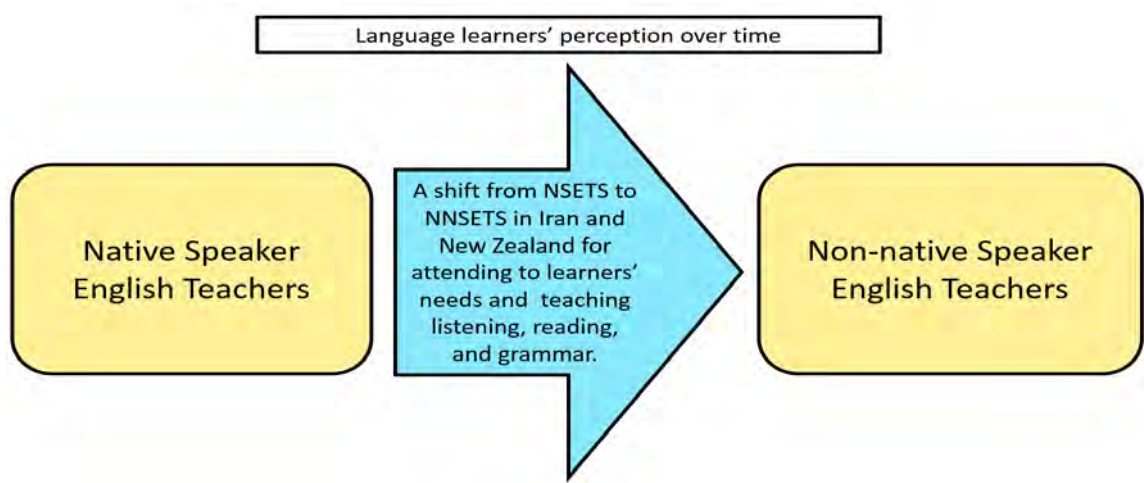 Language learners' perception over time
Native Speaker
English Teachers
A shift from NSETS to
NNSETS in Iran and
New Zealand for
attending to learners'
needs and teaching
listening, reading,
and grammar.
Non-native Speaker
English Teachers